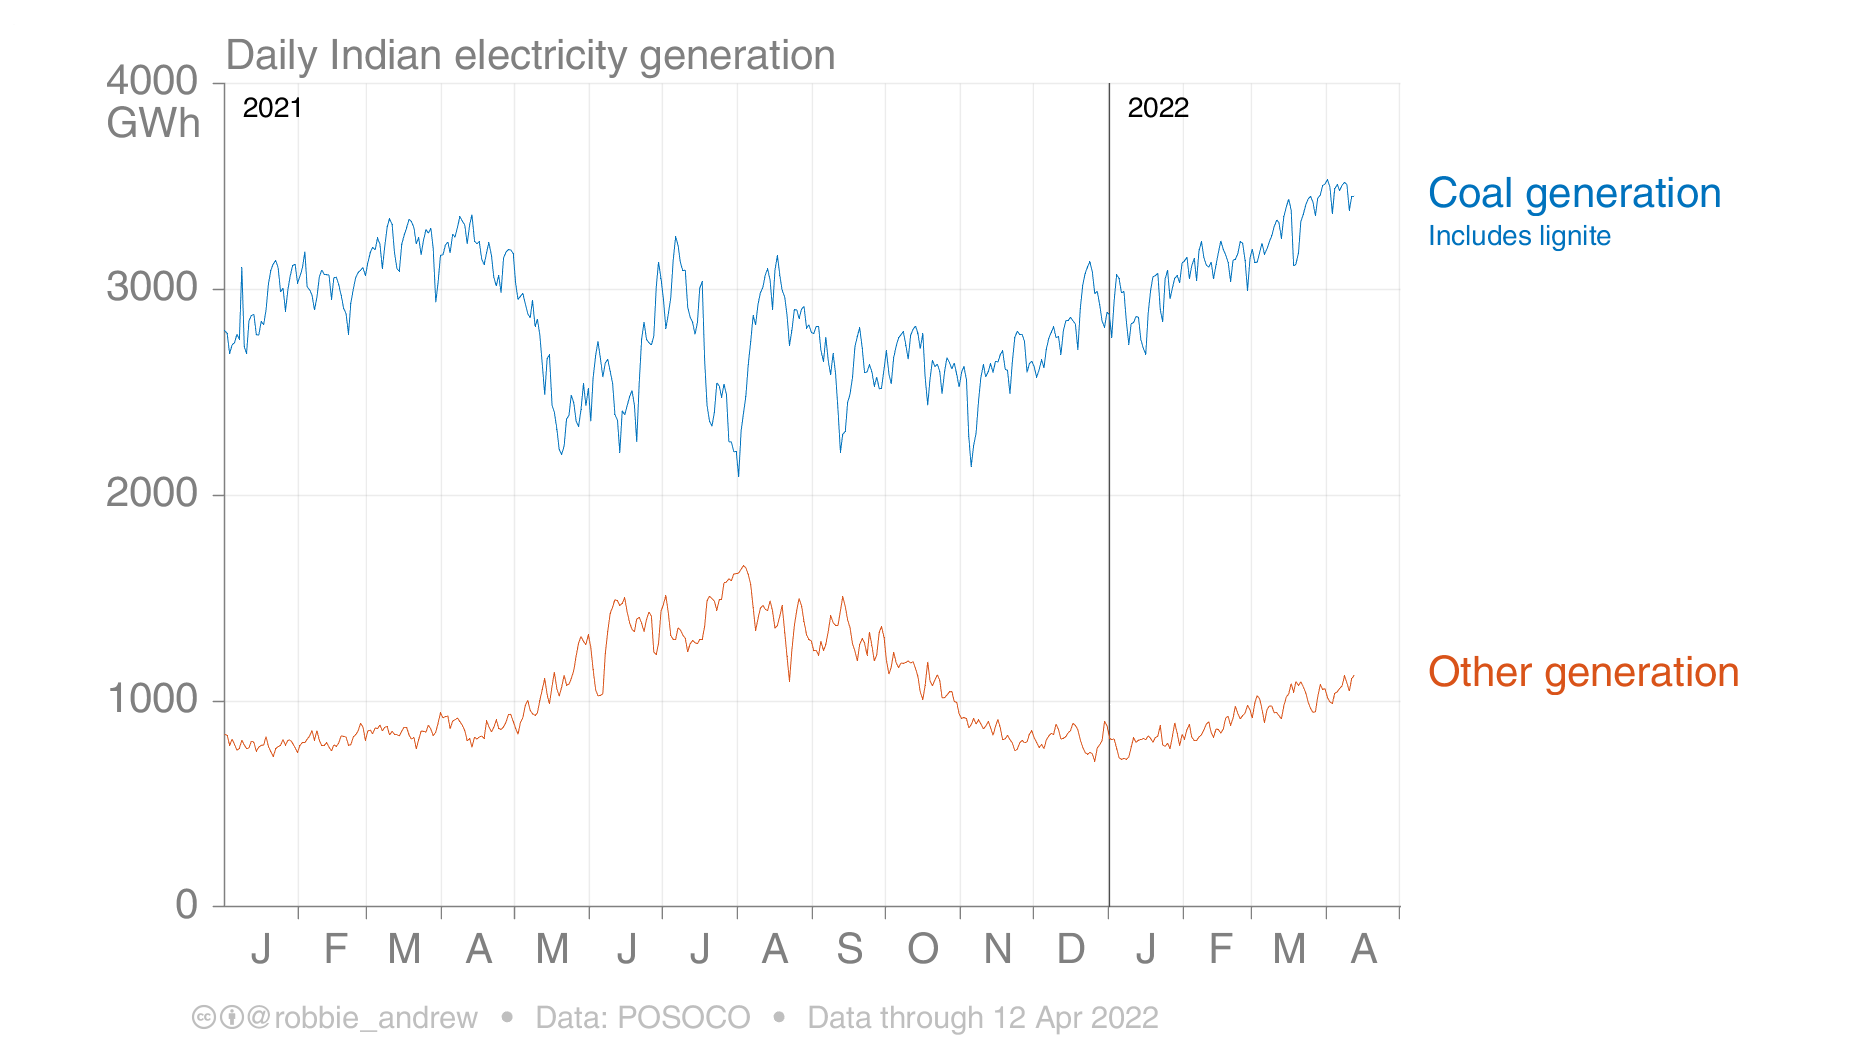 Daily Indian electricity generation
4000
GWh
2021
2022
Coal generation
Includes lignite
3000
2000
Other generation
1000
0
J F M A M J J A S O N D J F M A
cc @robbie_andrew • Data: POSOCO • Data through 12 Apr 2022